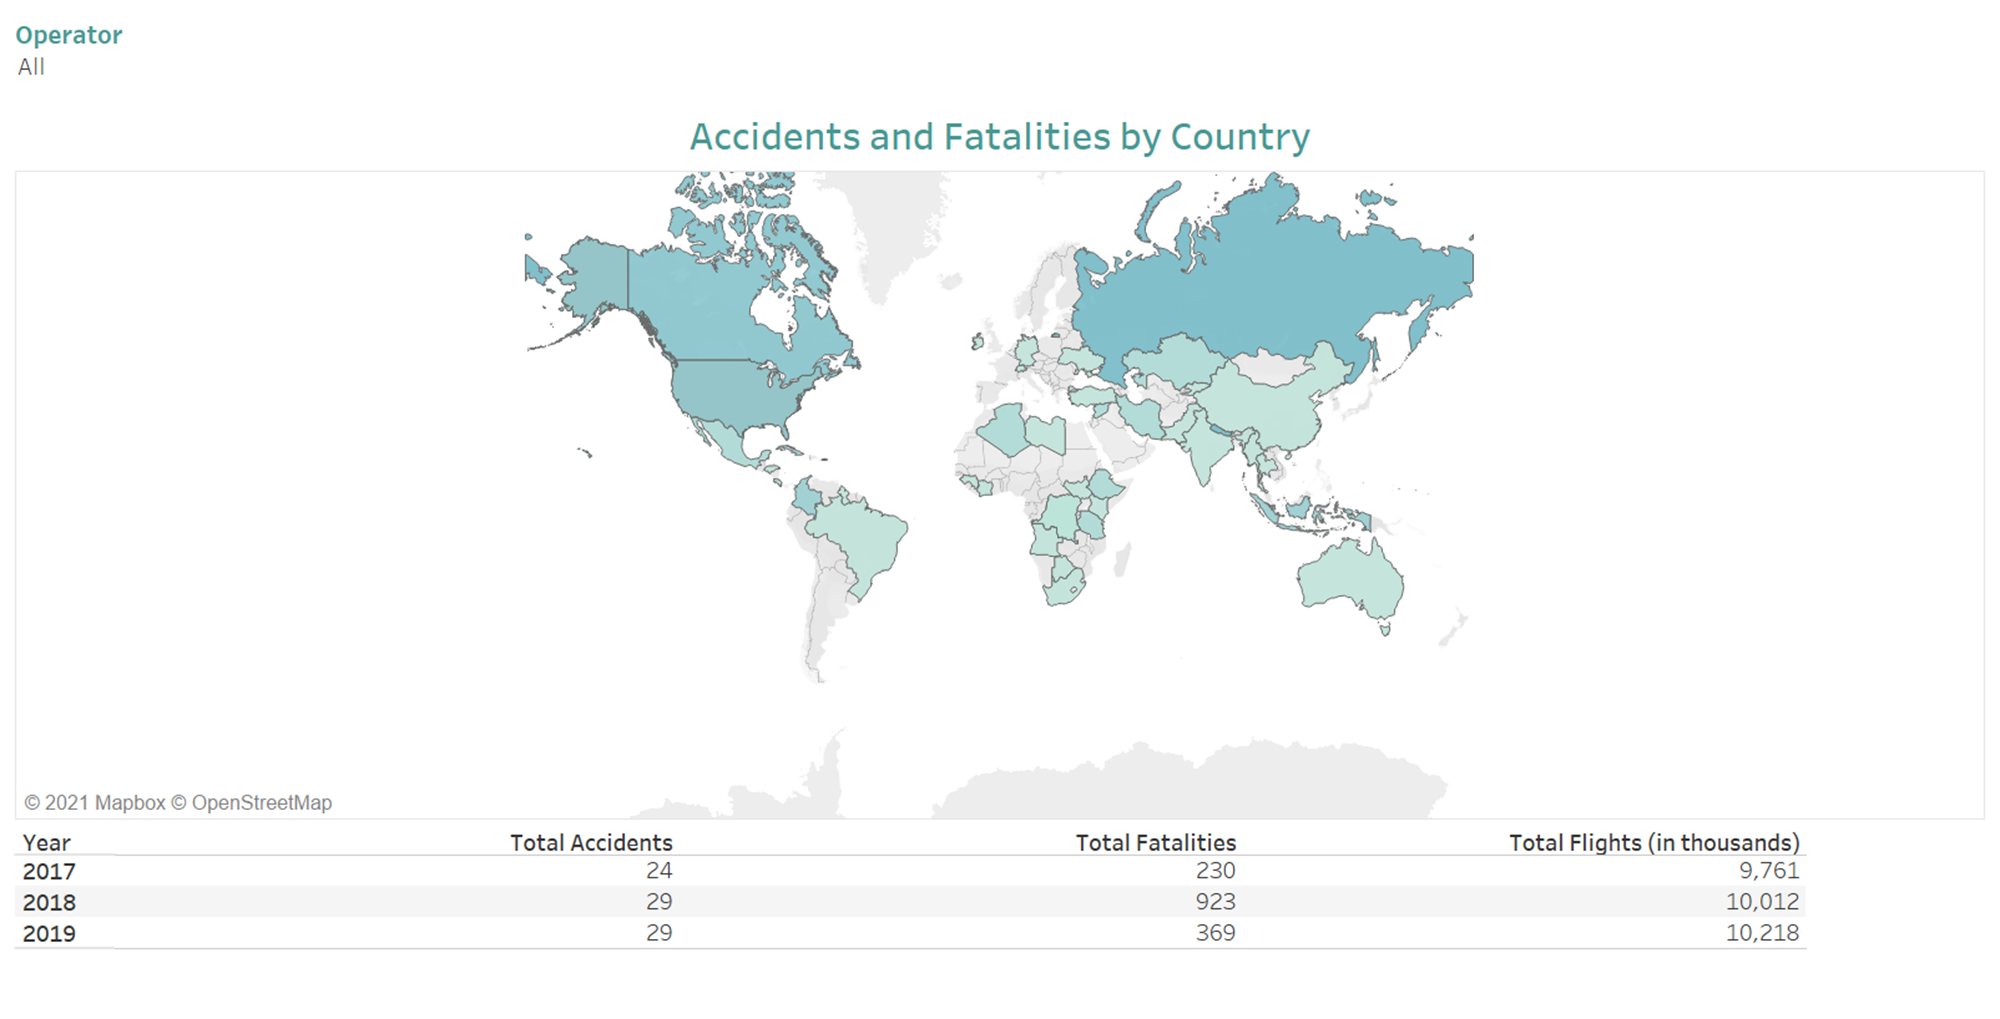 Operator
All
Accidents and Fatalities by Country
© 2021 Mapbox © OpenStreetMap
Year Total Accidents Total Fatalities Total Flights (in thousands)
2017 24 230 9,761
2018 29 923 10,012
2019 29 369 10,218